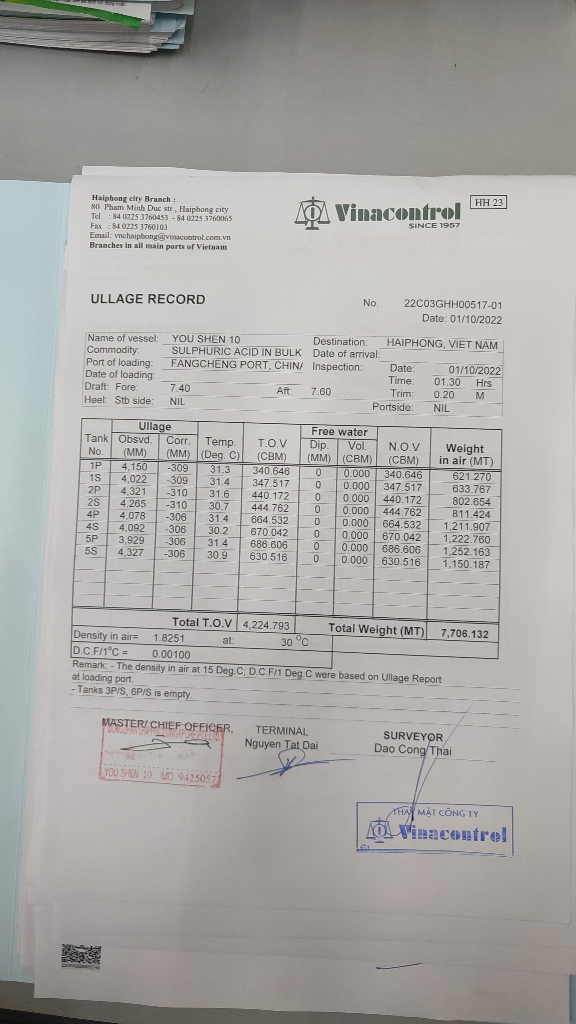 Haiphong city Branch :
80 Pham Minh Duc str., Haiphong city
Tel : 84 0225 3760453 - 84 0225 3760065
Fax : 84 0225 3760103
Email: vnchaiphong@vinacontrol.com.vn
Branches in all main ports of Vietnam
Vinacontrol
SINCE 1957
HH 23
ULLAGE RECORD
No. 22C03GHH00517-01
Date: 01/10/2022
Name of vessel: YOU SHEN 10 Destination: HAIPHONG, VIET NAM
Commodity: SULPHURIC ACID IN BULK Date of arrival:
Port of loading: FANGCHENG PORT, CHINA Inspection: Date: 01/10/2022
Date of loading: Time: 01.30 Hrs
Draft: Fore: 7.40 Aft: 7.60 Trim: 0.20 M
Heel: Stb side: NIL Portside: NIL
Ullage Free water
Tank No. Obsvd. (MM) Corr. (MM) Temp. (Deg. C) T.O.V (CBM) Dip. (MM) Vol. (CBM) N.O.V (CBM) Weight in air (MT)
1P 4,150 -309 31.3 340.646 0 0.000 340.646 621.270
1S 4,022 -309 31.4 347.517 0 0.000 347.517 633.767
2P 4,321 -310 31.6 440.172 0 0.000 440.172 802.654
2S 4,265 -310 30.7 444.762 0 0.000 444.762 811.424
4P 4,078 -306 31.4 664.532 0 0.000 664.532 1,211.907
4S 4,092 -306 30.2 670.042 0 0.000 670.042 1,222.760
5P 3,929 -306 31.4 686.606 0 0.000 686.606 1,252.163
5S 4,327 -306 30.9 630.516 0 0.000 630.516 1,150.187
Total T.O.V 4,224.793 Total Weight (MT) 7,706.132
Density in air= 1.8251 at: 30 °C
D.C.F/1°C = 0.00100
Remark: - The density in air at 15 Deg.C, D.C.F/1 Deg.C were based on Ullage Report
at loading port.
- Tanks 3P/S, 6P/S is empty.
MASTER/ CHIEF OFFICER, TERMINAL SURVEYOR
Nguyen Tat Dai Dao Cong Thai
YOU SHEN 10 IMO 9425057
THAY MẶT CÔNG TY
Vinacontrol